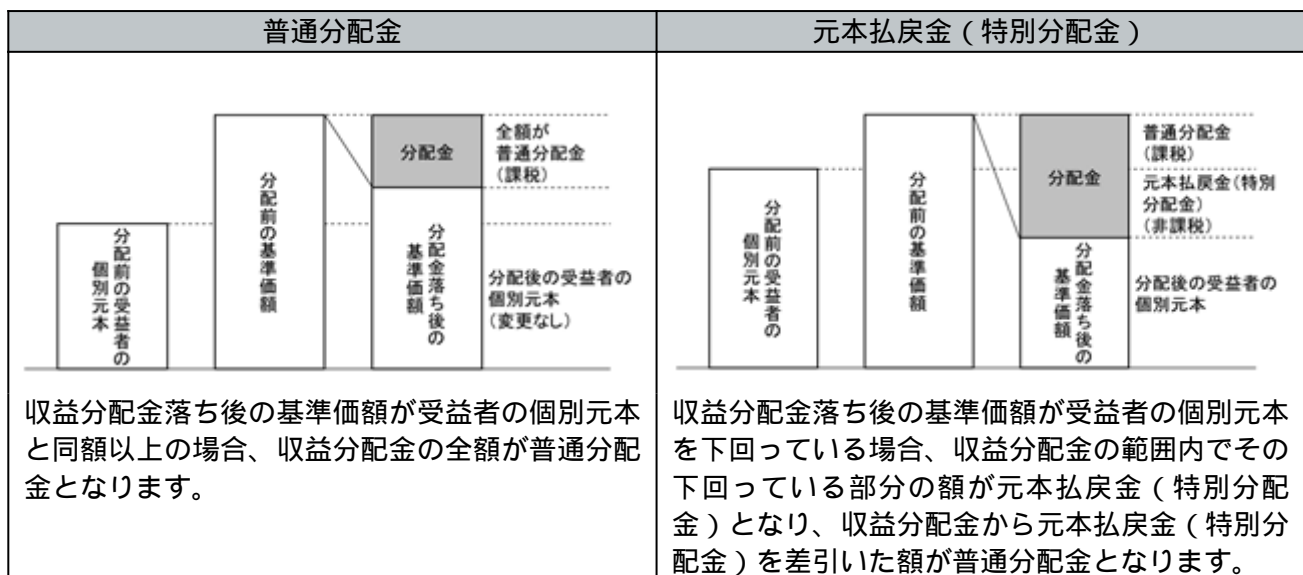 普通分配金
分配前の受益者の
個別元本
分配前の基準価額
分配金
分配金落ち後の
基準価額
全額が
普通分配金
(課税)
分配後の受益者の
個別元本
(変更なし)
収益分配金落ち後の基準価額が受益者の個別元本
と同額以上の場合、収益分配金の全額が普通分配
金となります。
元本払戻金(特別分配金)
分配前の受益者の
個別元本
分配前の基準価額
分配金
分配金落ち後の
基準価額
普通分配金
(課税)
元本払戻金(特別
分配金)
(非課税)
分配後の受益者の
個別元本
収益分配金落ち後の基準価額が受益者の個別元本
を下回っている場合、収益分配金の範囲内でその
下回っている部分の額が元本払戻金(特別分配
金)となり、収益分配金から元本払戻金(特別分
配金)を差引いた額が普通分配金となります。